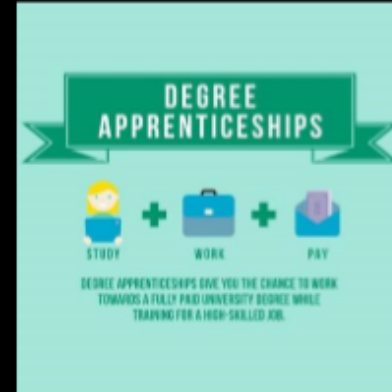 DEGREE
APPRENTICESHIPS
STUDY
WORK
PAY
DEGREE APPRENTICESHIPS GIVE YOU THE CHANCE TO WORK
TOWARDS A FULLY PAID UNIVERSITY DEGREE WHILE
TRAINING FOR A HIGH-SKILLED JOB.